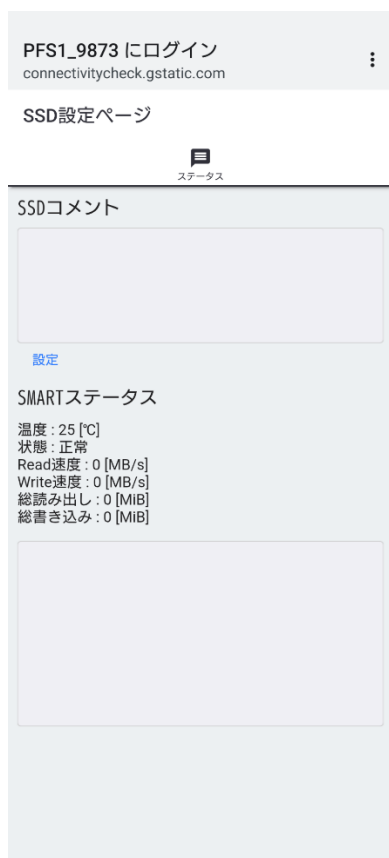 PFS1_9873 にログイン
connectivitycheck.gstatic.com
SSD設定ページ
ステータス
SSDコメント
設定
SMARTステータス
温度 : 25 [℃]
状態 : 正常
Read速度 : 0 [MB/s]
Write速度 : 0 [MB/s]
総読み出し : 0 [MiB]
総書き込み : 0 [MiB]